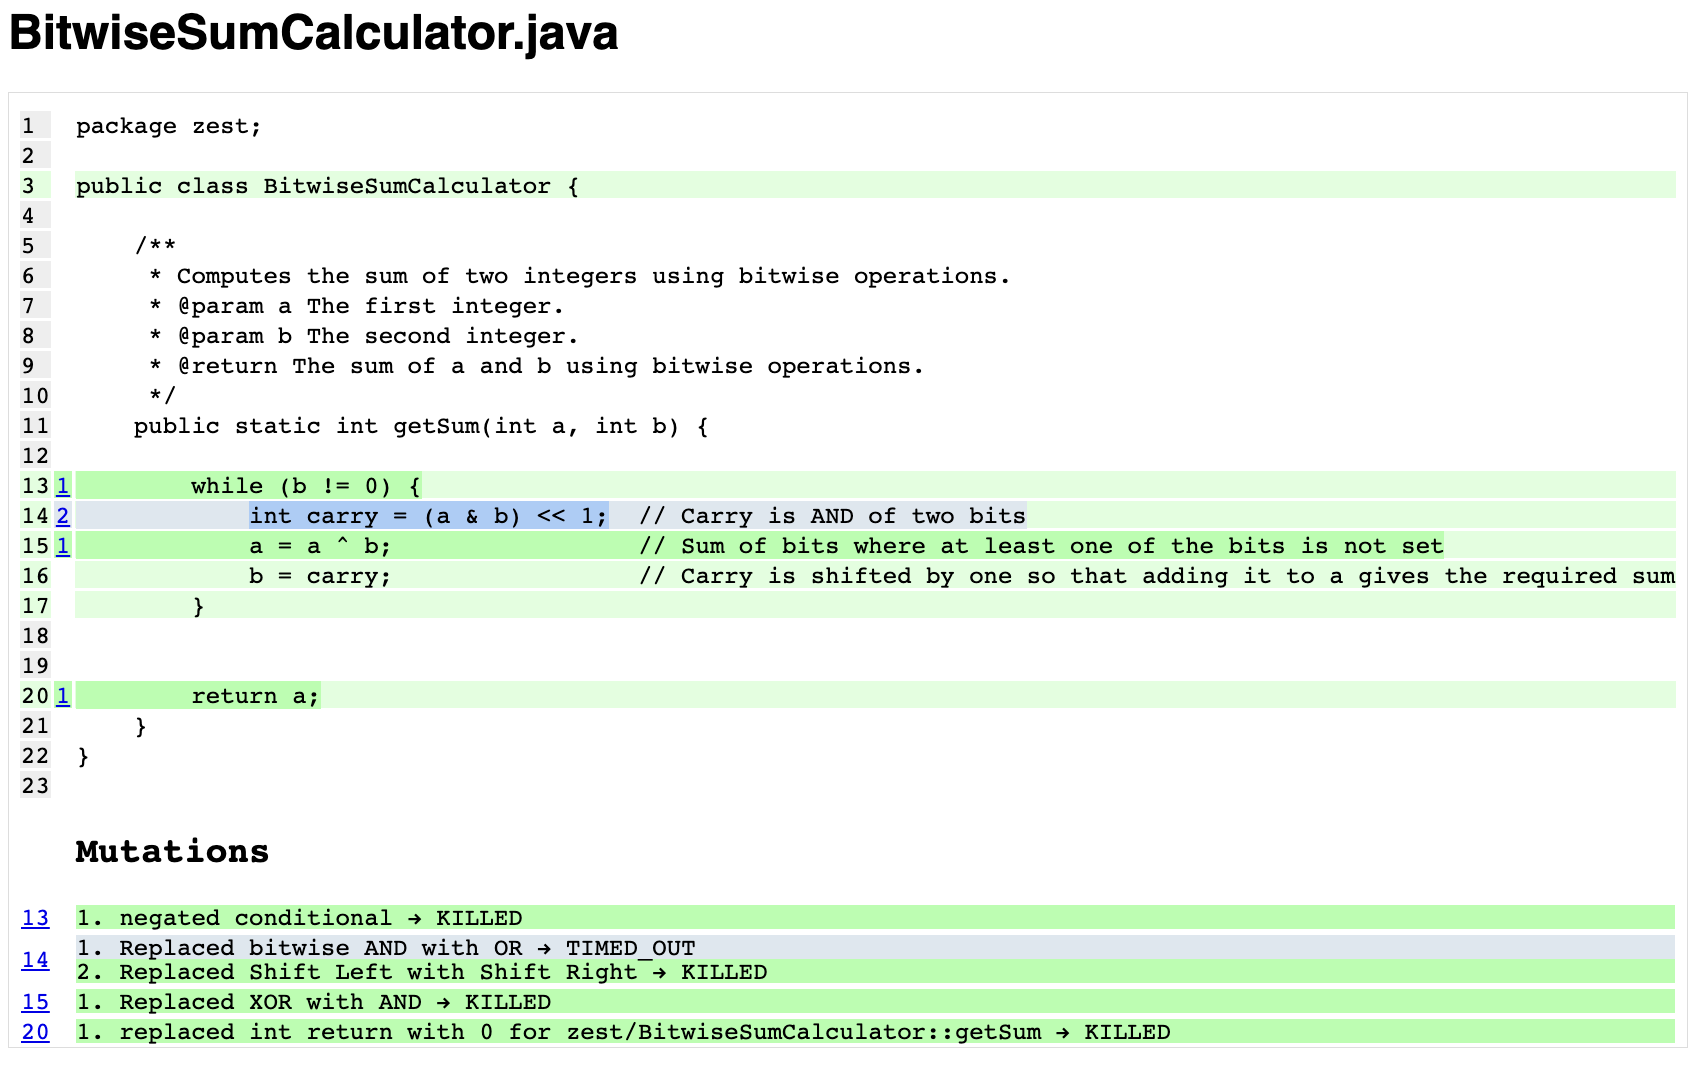 BitwiseSumCalculator.java
1 package zest;
2
3 public class BitwiseSumCalculator {
4
5 /**
6 * Computes the sum of two integers using bitwise operations.
7 * @param a The first integer.
8 * @param b The second integer.
9 * @return The sum of a and b using bitwise operations.
10 */
11 public static int getSum(int a, int b) {
12
13 1 while (b != 0) {
14 2 int carry = (a & b) << 1; // Carry is AND of two bits
15 1 a = a ^ b; // Sum of bits where at least one of the bits is not set
16 b = carry; // Carry is shifted by one so that adding it to a gives the required sum
17 }
18
19
20 1 return a;
21 }
22 }
23
Mutations
13 1. negated conditional → KILLED
14 1. Replaced bitwise AND with OR → TIMED_OUT
2. Replaced Shift Left with Shift Right → KILLED
15 1. Replaced XOR with AND → KILLED
20 1. replaced int return with 0 for zest/BitwiseSumCalculator::getSum → KILLED